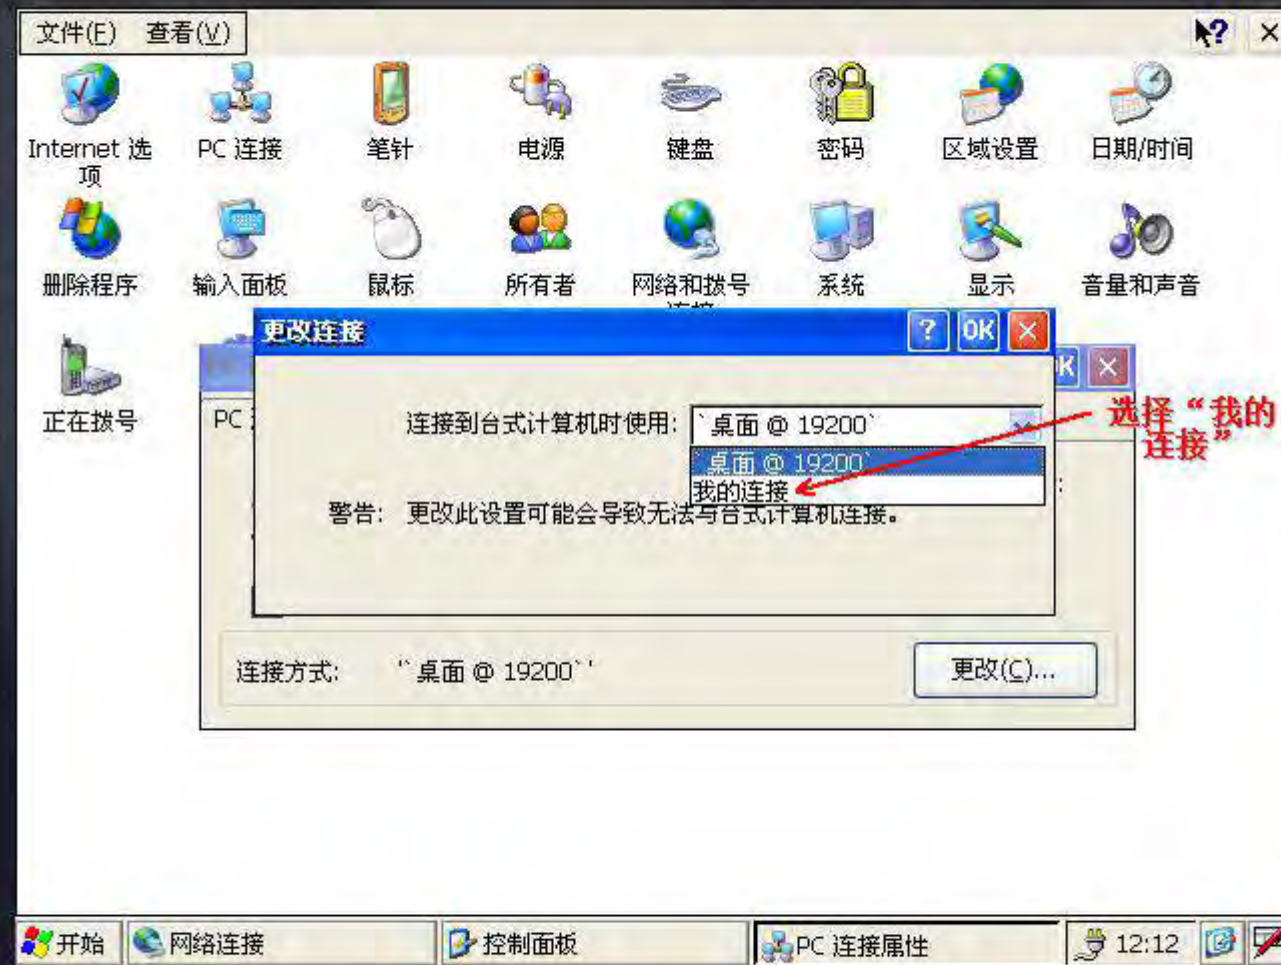 文件(F) 查看(V)
Internet 选项
PC 连接
笔针
电源
键盘
密码
区域设置
日期/时间
删除程序
输入面板
鼠标
所有者
网络和拨号
系统
显示
音量和声音
正在拨号
更改连接 ? OK
PC
连接到台式计算机时使用: `桌面 @ 19200`
`桌面 @ 19200`
我的连接
选择“我的
连接”
警告: 更改此设置可能会导致无法与台式计算机连接。
连接方式: '`桌面 @ 19200`' 更改(C)...
开始 网络连接 控制面板 PC 连接属性 12:12